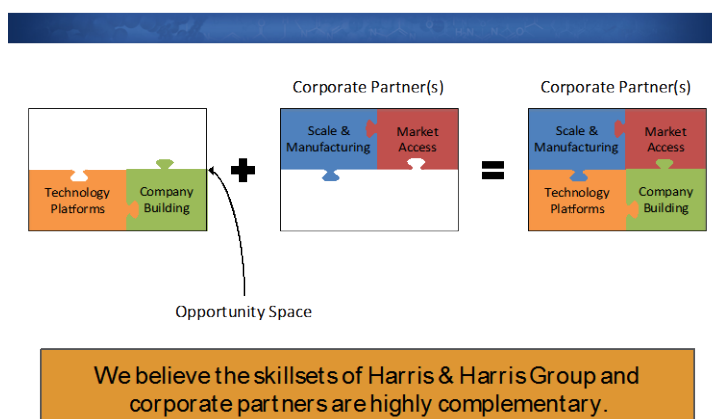 Corporate Partner(s)
Corporate Partner(s)
Scale &
Manufacturing
Market
Access
Scale &
Manufacturing
Market
Access
Technology
Platforms
Company
Building
Technology
Platforms
Company
Building
Opportunity Space
We believe the skillsets of Harris & Harris Group and
corporate partners are highly complementary.